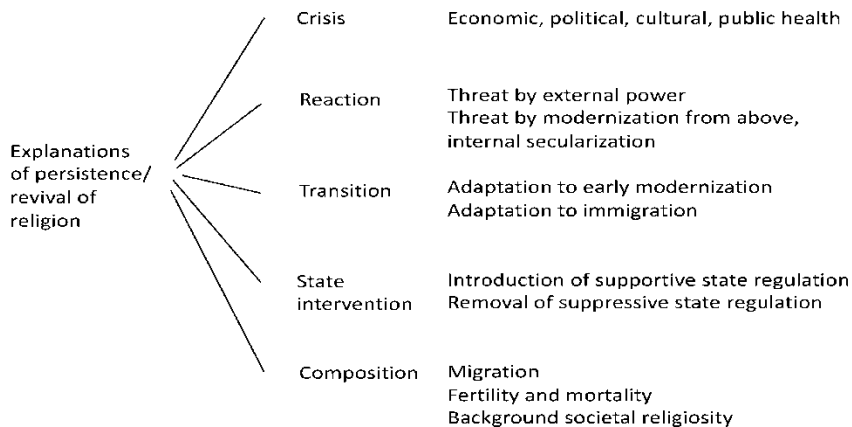 Crisis
Economic, political, cultural, public health
Reaction
Threat by external power
Threat by modernization from above,
internal secularization
Explanations
of persistence/
revival of
religion
Transition
Adaptation to early modernization
Adaptation to immigration
State
intervention
Introduction of supportive state regulation
Removal of suppressive state regulation
Composition
Migration
Fertility and mortality
Background societal religiosity